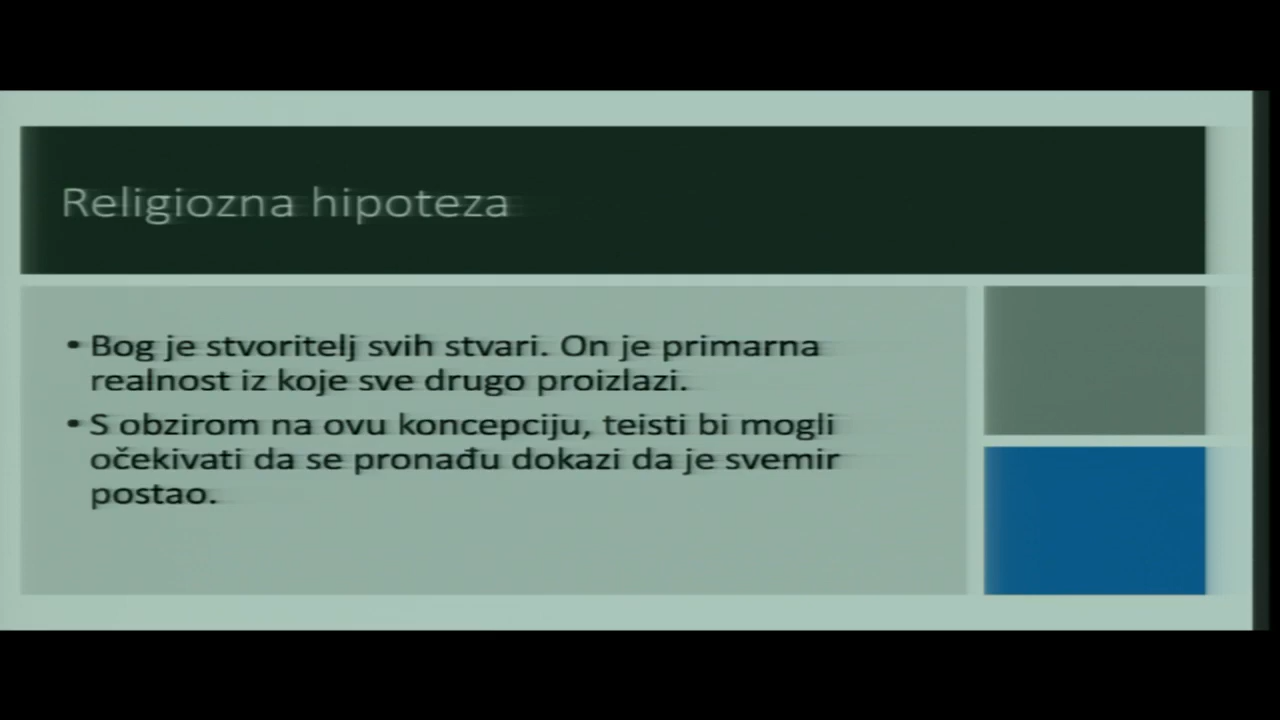 Religiozna hipoteza
• Bog je stvoritelj svih stvari. On je primarna
realnost iz koje sve drugo proizlazi.
• S obzirom na ovu koncepciju, teisti bi mogli
očekivati da se pronađu dokazi da je svemir
postao.